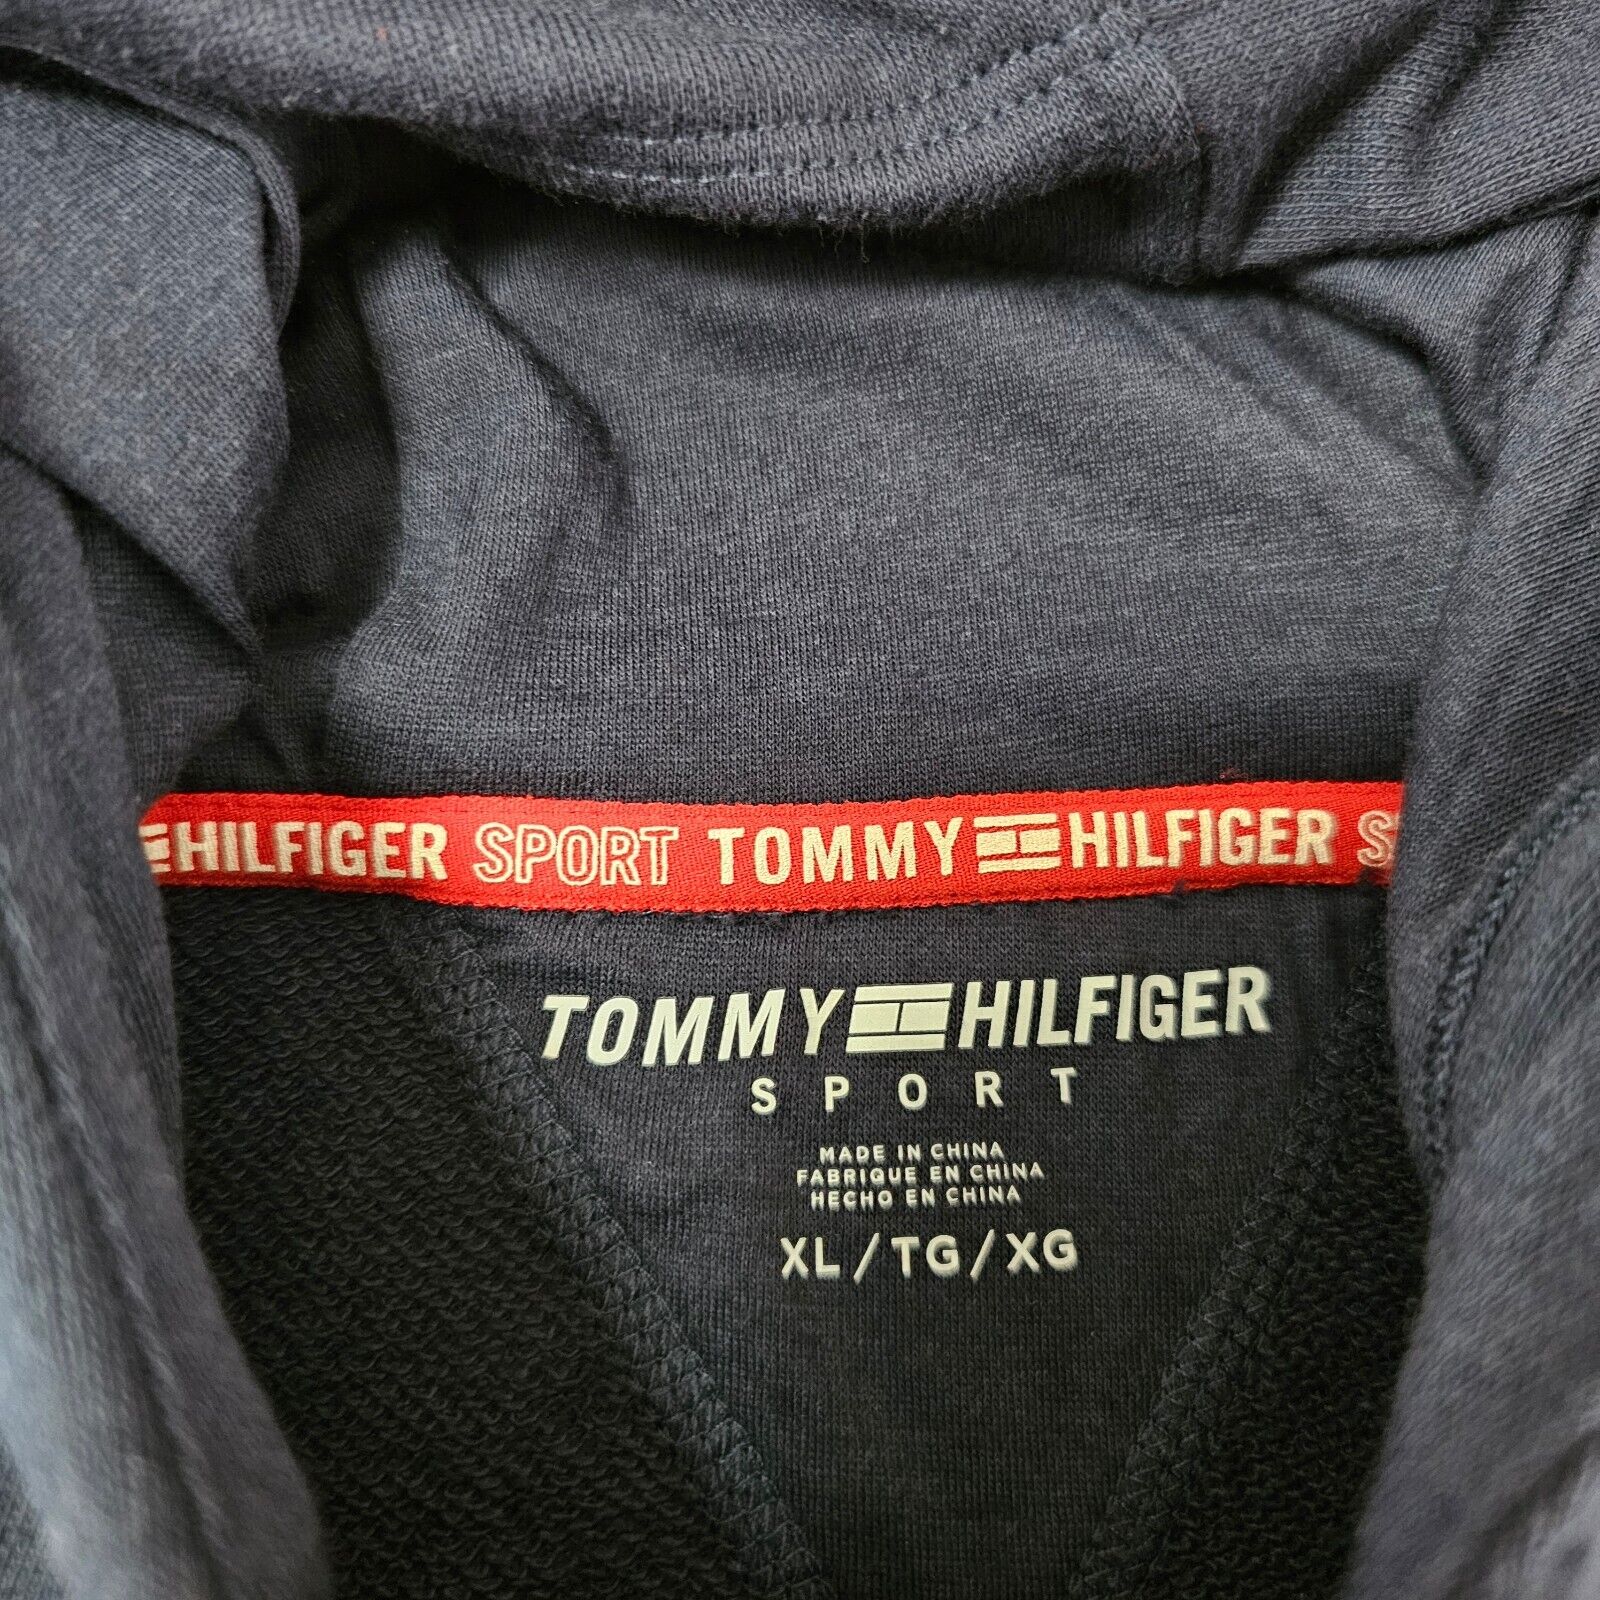 HILFIGER SPORT TOMMY HILFIGER S
TOMMY HILFIGER
SPORT
MADE IN CHINA
FABRIQUE EN CHINA
HECHO EN CHINA
XL/TG/XG